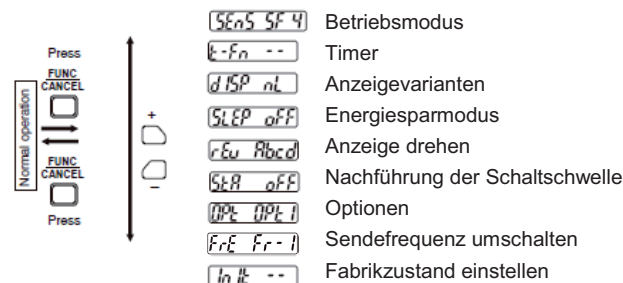 SEnS SF 4 Betriebsmodus
t-Fn -- Timer
dISP nL Anzeigevarianten
SLEP oFF Energiesparmodus
rEv Abcd Anzeige drehen
StA oFF Nachführung der Schaltschwelle
OPt OPt1 Optionen
FrE Fr-1 Sendefrequenz umschalten
InIt -- Fabrikzustand einstellen
Press
FUNC
CANCEL
Normal operation
FUNC
CANCEL
Press
+
−